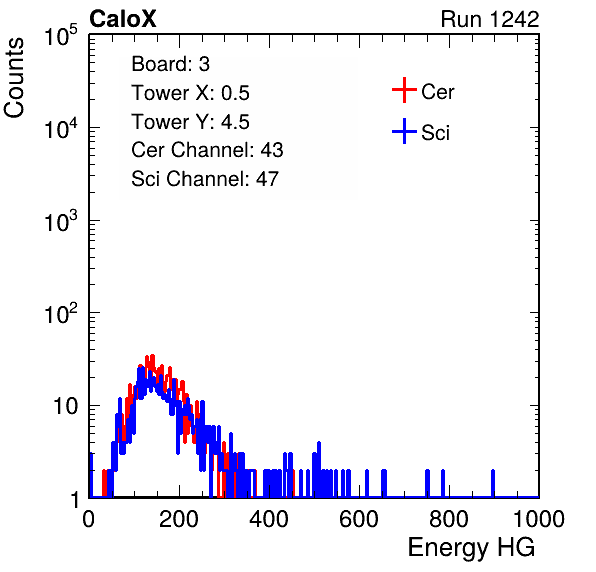 CaloX Run 1242
Counts
Board: 3
Tower X: 0.5
Tower Y: 4.5
Cer Channel: 43
Sci Channel: 47
Cer
Sci
10^5
10^4
10^3
10^2
10
1
0 200 400 600 800 1000
Energy HG